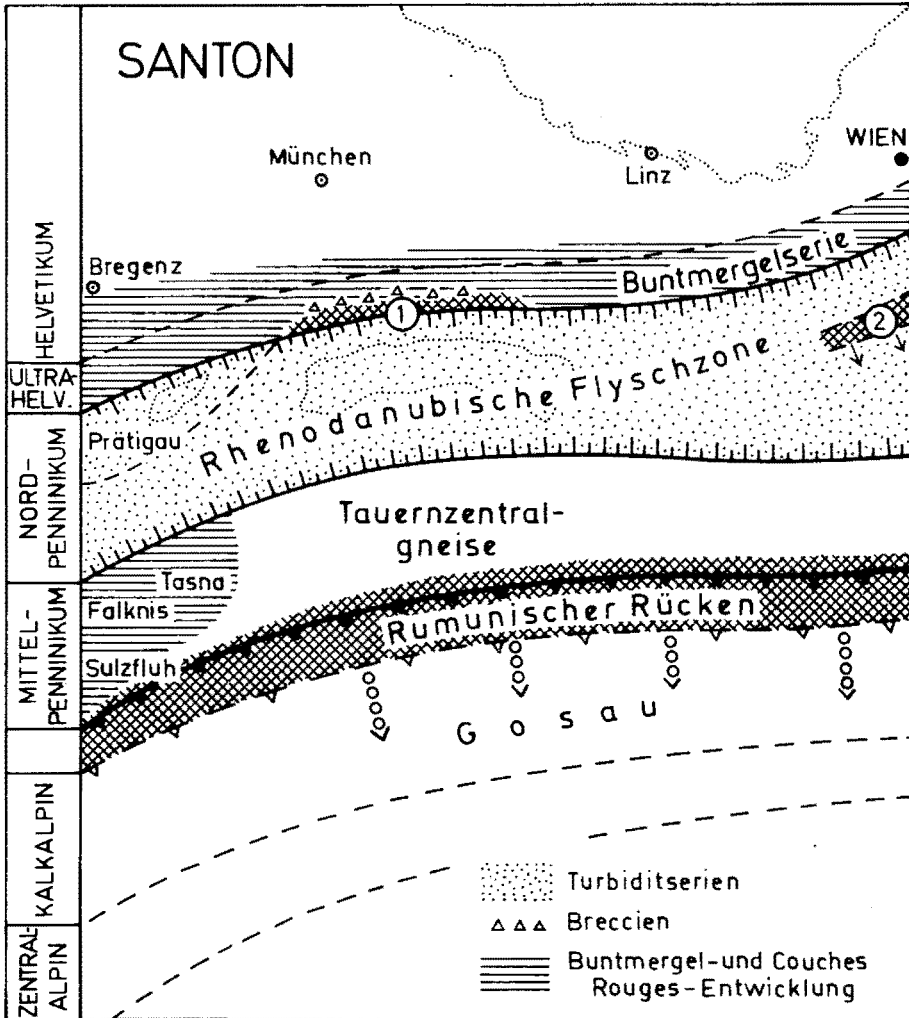 SANTON
München
Linz
WIEN
HELVETIKUM
Bregenz
Buntmergelserie
1
2
ULTRA-
HELV.
Rhenodanubische Flyschzone
Prätigau
NORD-
PENNINIKUM
Tauernzentral-
gneise
Tasna
Falknis
Rumunischer Rücken
MITTEL-
PENNINIKUM
Sulzfluh
Gosau
KALKALPIN
Turbiditserien
Breccien
ZENTRAL-
ALPIN
Buntmergel-und Couches
Rouges-Entwicklung